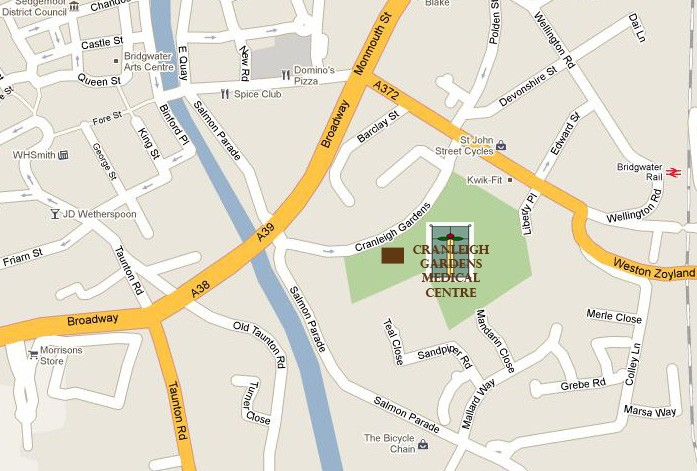 Sedgemoor
District Council
Chandos
Blake
Castle St
Bridgwater
Arts Centre
Queen St
E Quay
New Rd
Domino's
Pizza
Monmouth St
Polden St
Wellington Rd
Dai Ln
Spice Club
A372
Devonshire St
Fore St
King St
Binford Pl
Salmon Parade
Broadway
Barclay St
St John
Street Cycles
Edward St
WHSmith
George St
Kwik-Fit
Bridgwater
Rail
JD Wetherspoon
Liberty Pl
Wellington Rd
Cranleigh Gardens
A39
Friarn St
Taunton Rd
CRANLEIGH
GARDENS
MEDICAL
CENTRE
Weston Zoyland
A38
Broadway
Salmon Parade
Old Taunton Rd
Teal Close
Sandpiper Rd
Mandarin Close
Merle Close
Morrisons
Store
Colley Ln
Taunton Rd
Turner Close
Mallard Way
Grebe Rd
Salmon Parade
Marsa Way
The Bicycle
Chain